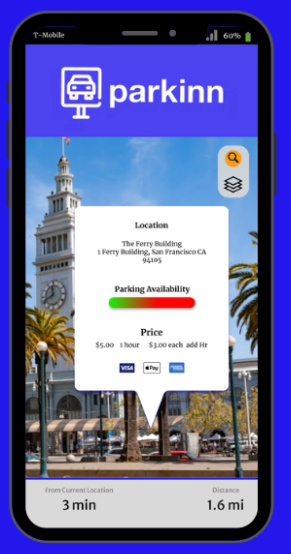 T-Mobile 60%
parkinn
Location
The Ferry Building
1 Ferry Building, San Francisco CA
94105
Parking Availability
Price
$5.00 1 hour $3.00 each add Hr
VISA Pay
From Current Location Distance
3 min 1.6 mi